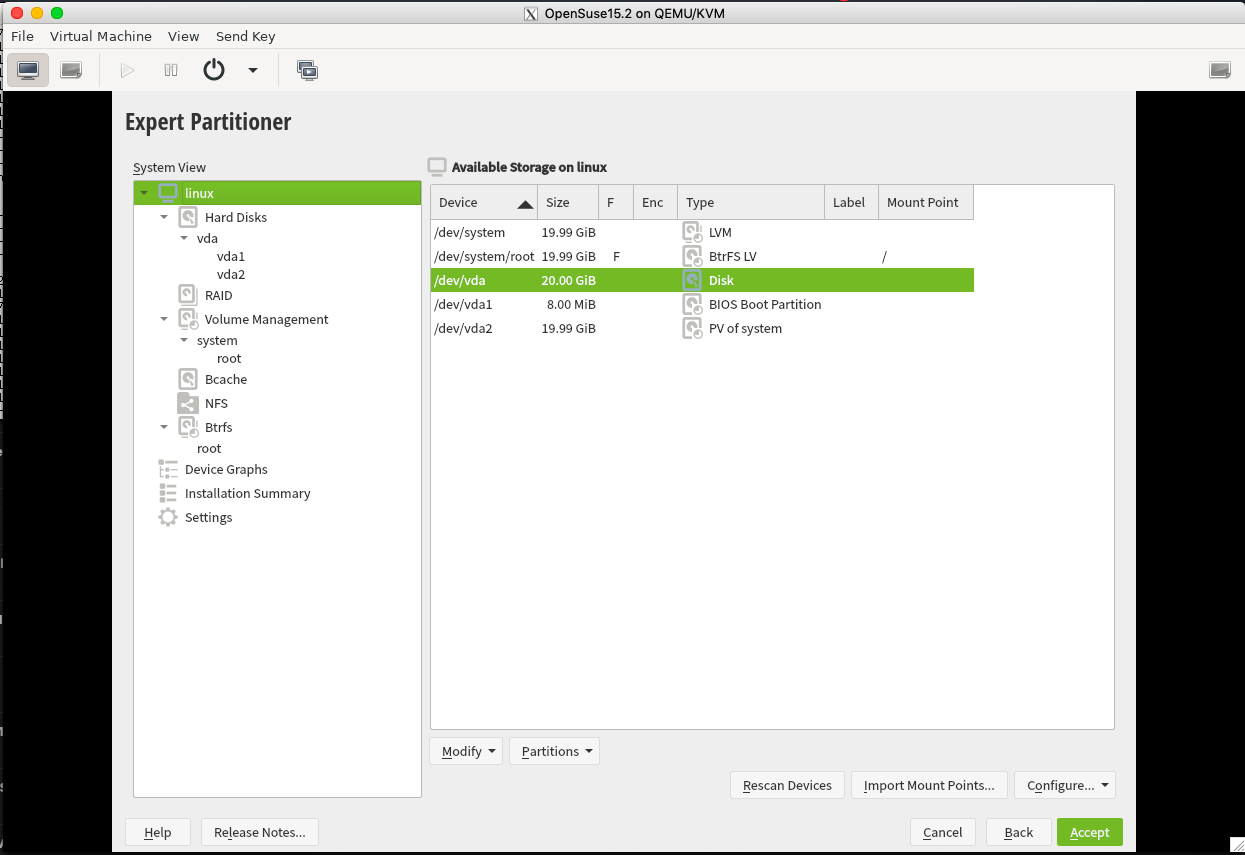 OpenSuse15.2 on QEMU/KVM
File Virtual Machine View Send Key
Expert Partitioner
System View
linux
Hard Disks
vda
vda1
vda2
RAID
Volume Management
system
root
Bcache
NFS
Btrfs
root
Device Graphs
Installation Summary
Settings
Available Storage on linux
Device Size F Enc Type Label Mount Point
/dev/system 19.99 GiB LVM
/dev/system/root 19.99 GiB F BtrFS LV /
/dev/vda 20.00 GiB Disk
/dev/vda1 8.00 MiB BIOS Boot Partition
/dev/vda2 19.99 GiB PV of system
Modify Partitions
Rescan Devices Import Mount Points... Configure...
Help Release Notes... Cancel Back Accept